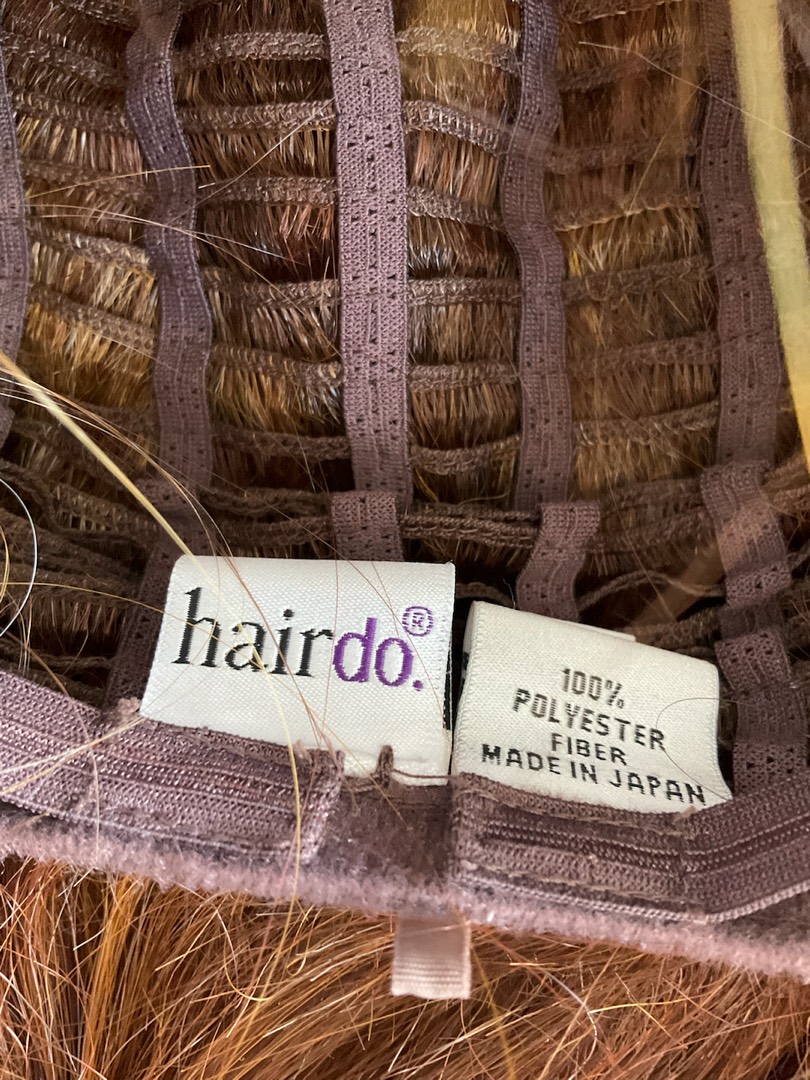 hairdo.®
100%
POLYESTER
FIBER
MADE IN JAPAN